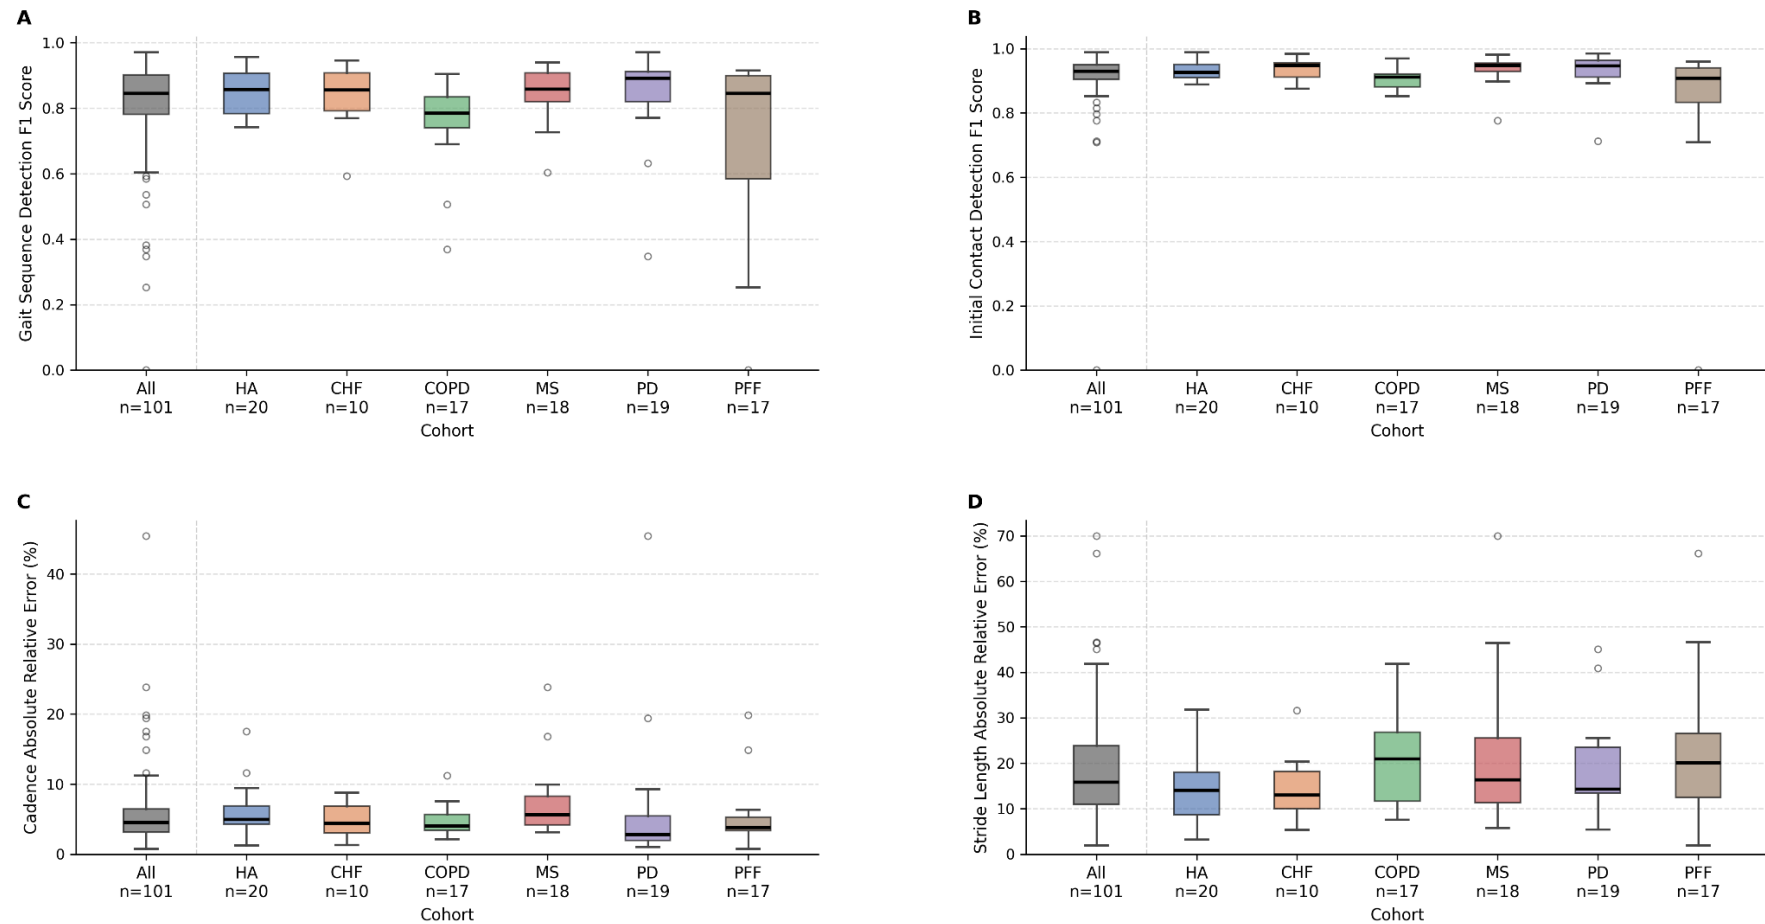 A
Gait Sequence Detection F1 Score
1.0
0.8
0.6
0.4
0.2
0.0
All HA CHF COPD MS PD PFF
n=101 n=20 n=10 n=17 n=18 n=19 n=17
Cohort
B
Initial Contact Detection F1 Score
1.0
0.8
0.6
0.4
0.2
0.0
All HA CHF COPD MS PD PFF
n=101 n=20 n=10 n=17 n=18 n=19 n=17
Cohort
C
Cadence Absolute Relative Error (%)
40
30
20
10
0
All HA CHF COPD MS PD PFF
n=101 n=20 n=10 n=17 n=18 n=19 n=17
Cohort
D
Stride Length Absolute Relative Error (%)
70
60
50
40
30
20
10
0
All HA CHF COPD MS PD PFF
n=101 n=20 n=10 n=17 n=18 n=19 n=17
Cohort